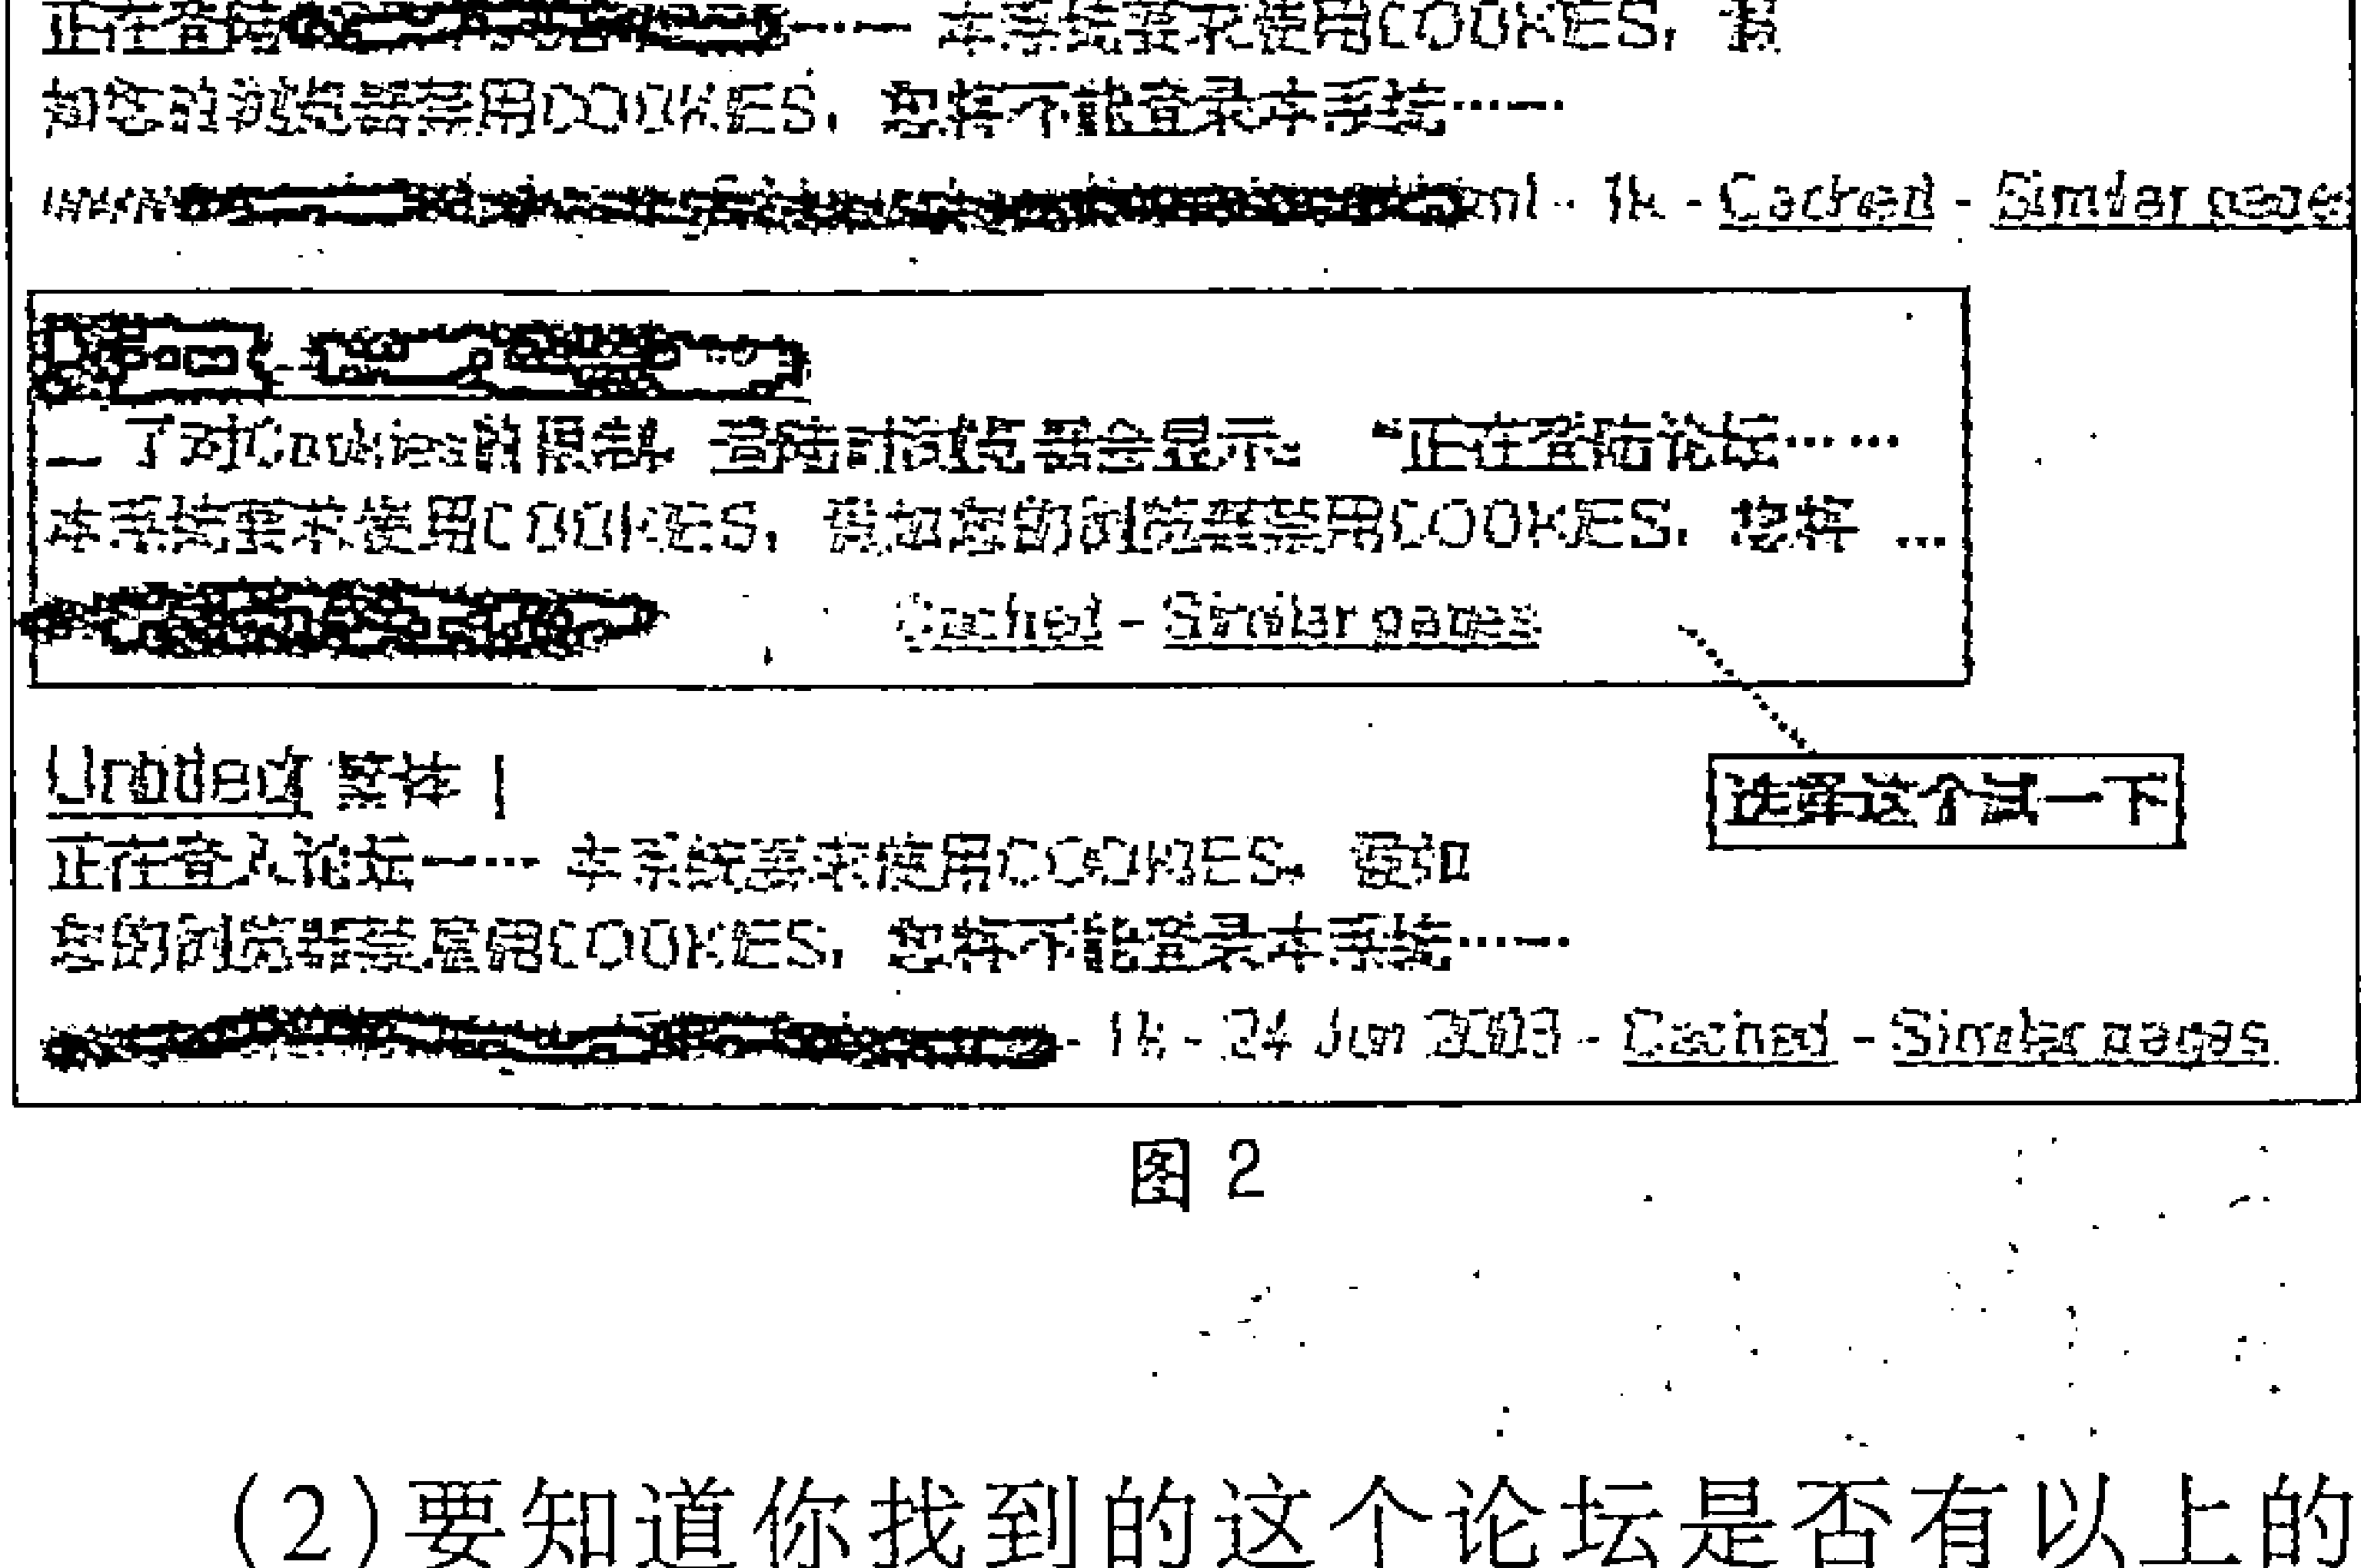 正在登陆 …… 本系统要求使用COOKIES，要
如您的浏览器禁用COOKIES，您将不能登录本系统……
www ml - 1k - Cached - Similar pages
了对Cookies的限制，登陆时浏览器会显示： “正在登陆论坛……
本系统要求使用COOKIES， 如您的浏览器禁用COOKIES，您将 ...
Cached - Similar pages
Untitled 繁体 |
选择这个试一下
正在登入论坛…… 本系统要求使用COOKIES， 要如
您的浏览器禁 用COOKIES，您将不能登录本系统……
- 1k - 24 Jun 2003 - Cached - Similar pages
图 2
(2)要知道你找到的这个论坛是否有以上的